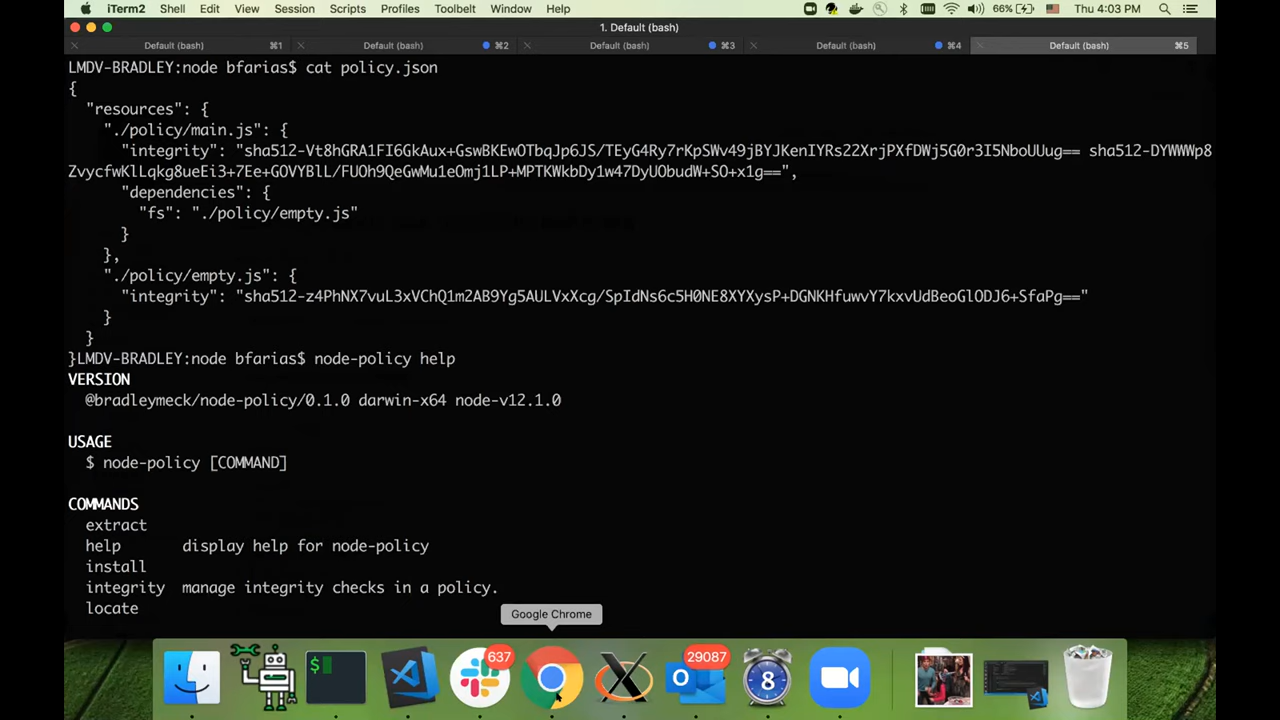 iTerm2 Shell Edit View Session Scripts Profiles Toolbelt Window Help 66% Thu 4:03 PM
1. Default (bash)
Default (bash) ⌘1 Default (bash) ⌘2 Default (bash) ⌘3 Default (bash) ⌘4 Default (bash) ⌘5
LMDV-BRADLEY:node bfarias$ cat policy.json
{
"resources": {
"./policy/main.js": {
"integrity": "sha512-Vt8hGRA1FI6GkAux+GswBKEwOTbqJp6JS/TEyG4Ry7rKpSWv49jBYJKenIYRs22XrjPXfDWj5G0r3I5NboUUug== sha512-DYWWWp8
ZvycfwKlLqkg8ueEi3+7Ee+GOVYBlL/FUOh9QeGwMu1eOmj1LP+MPTKWkbDy1w47DyUObudW+SO+x1g==",
"dependencies": {
"fs": "./policy/empty.js"
}
},
"./policy/empty.js": {
"integrity": "sha512-z4PhNX7vuL3xVChQ1m2AB9Yg5AULVxXcg/SpIdNs6c5H0NE8XYXysP+DGNKHfuwvY7kxvUdBeoGlODJ6+SfaPg=="
}
}
}LMDV-BRADLEY:node bfarias$ node-policy help
VERSION
@bradleymeck/node-policy/0.1.0 darwin-x64 node-v12.1.0
USAGE
$ node-policy [COMMAND]
COMMANDS
extract
help display help for node-policy
install
integrity manage integrity checks in a policy.
locate
Google Chrome
637
29087
8